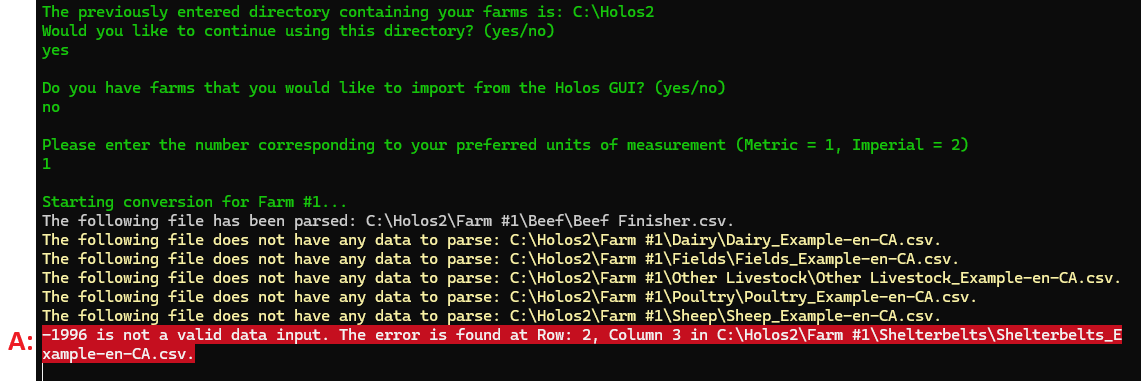 The previously entered directory containing your farms is: C:\Holos2
Would you like to continue using this directory? (yes/no)
yes
Do you have farms that you would like to import from the Holos GUI? (yes/no)
no
Please enter the number corresponding to your preferred units of measurement (Metric = 1, Imperial = 2)
1
Starting conversion for Farm #1...
The following file has been parsed: C:\Holos2\Farm #1\Beef\Beef Finisher.csv.
The following file does not have any data to parse: C:\Holos2\Farm #1\Dairy\Dairy_Example-en-CA.csv.
The following file does not have any data to parse: C:\Holos2\Farm #1\Fields\Fields_Example-en-CA.csv.
The following file does not have any data to parse: C:\Holos2\Farm #1\Other Livestock\Other Livestock_Example-en-CA.csv.
The following file does not have any data to parse: C:\Holos2\Farm #1\Poultry\Poultry_Example-en-CA.csv.
The following file does not have any data to parse: C:\Holos2\Farm #1\Sheep\Sheep_Example-en-CA.csv.
A: -1996 is not a valid data input. The error is found at Row: 2, Column 3 in C:\Holos2\Farm #1\Shelterbelts\Shelterbelts_E
xample-en-CA.csv.